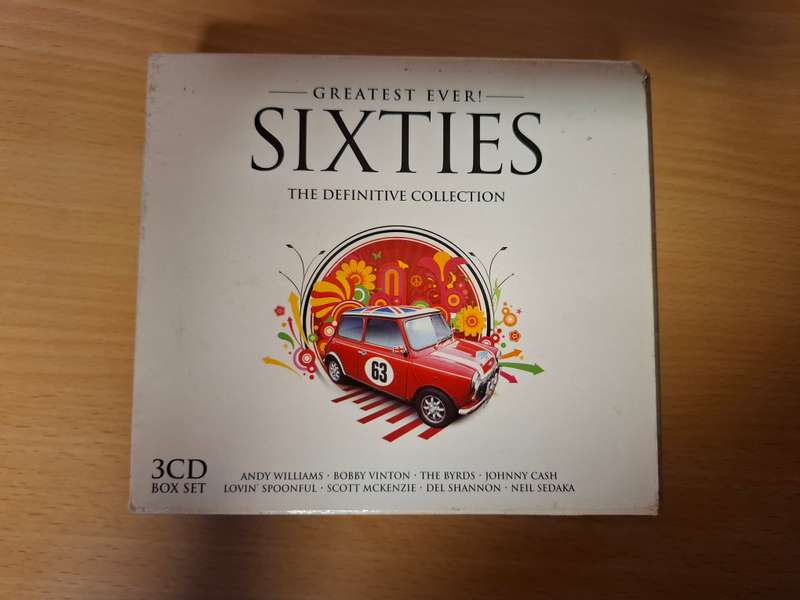 GREATEST EVER!
SIXTIES
THE DEFINITIVE COLLECTION
63
3CD
BOX SET
ANDY WILLIAMS · BOBBY VINTON · THE BYRDS · JOHNNY CASH
LOVIN' SPOONFUL · SCOTT MCKENZIE · DEL SHANNON · NEIL SEDAKA